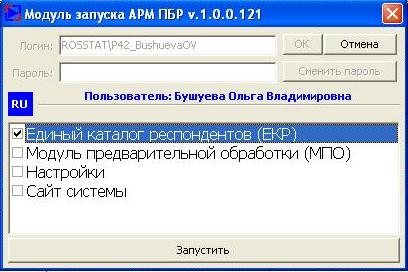 Модуль запуска АРМ ПБР v.1.0.0.121
Логин: ROSSTAT\P42_BushuevaOV ОК Отмена
Пароль: Сменить пароль
RU Пользователь: Бушуева Ольга Владимировна
Единый каталог респондентов (ЕКР)
Модуль предварительной обработки (МПО)
Настройки
Сайт системы
Запустить